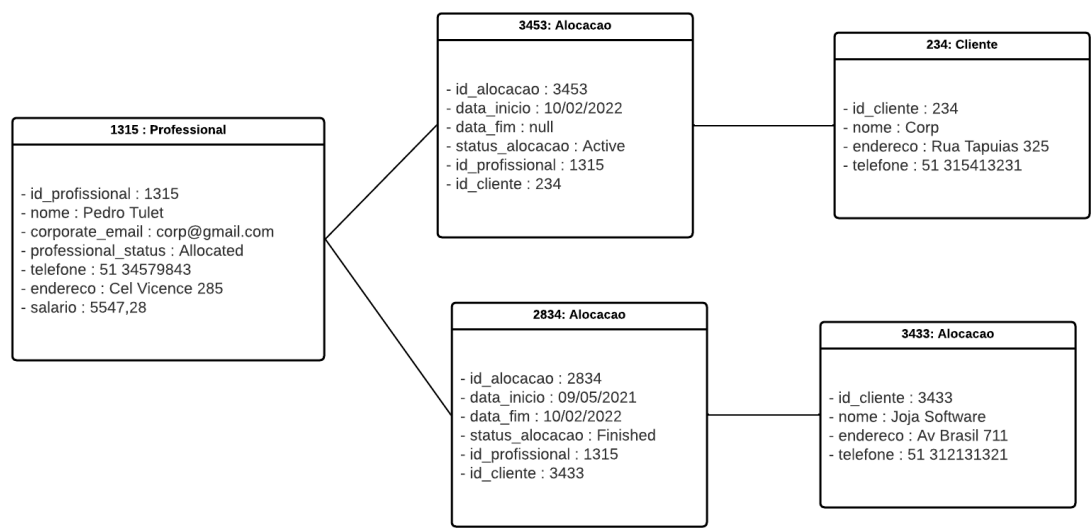 1315 : Professional
- id_profissional : 1315
- nome : Pedro Tulet
- corporate_email : corp@gmail.com
- professional_status : Allocated
- telefone : 51 34579843
- endereco : Cel Vicence 285
- salario : 5547,28
3453: Alocacao
- id_alocacao : 3453
- data_inicio : 10/02/2022
- data_fim : null
- status_alocacao : Active
- id_profissional : 1315
- id_cliente : 234
234: Cliente
- id_cliente : 234
- nome : Corp
- endereco : Rua Tapuias 325
- telefone : 51 315413231
2834: Alocacao
- id_alocacao : 2834
- data_inicio : 09/05/2021
- data_fim : 10/02/2022
- status_alocacao : Finished
- id_profissional : 1315
- id_cliente : 3433
3433: Alocacao
- id_cliente : 3433
- nome : Joja Software
- endereco : Av Brasil 711
- telefone : 51 312131321